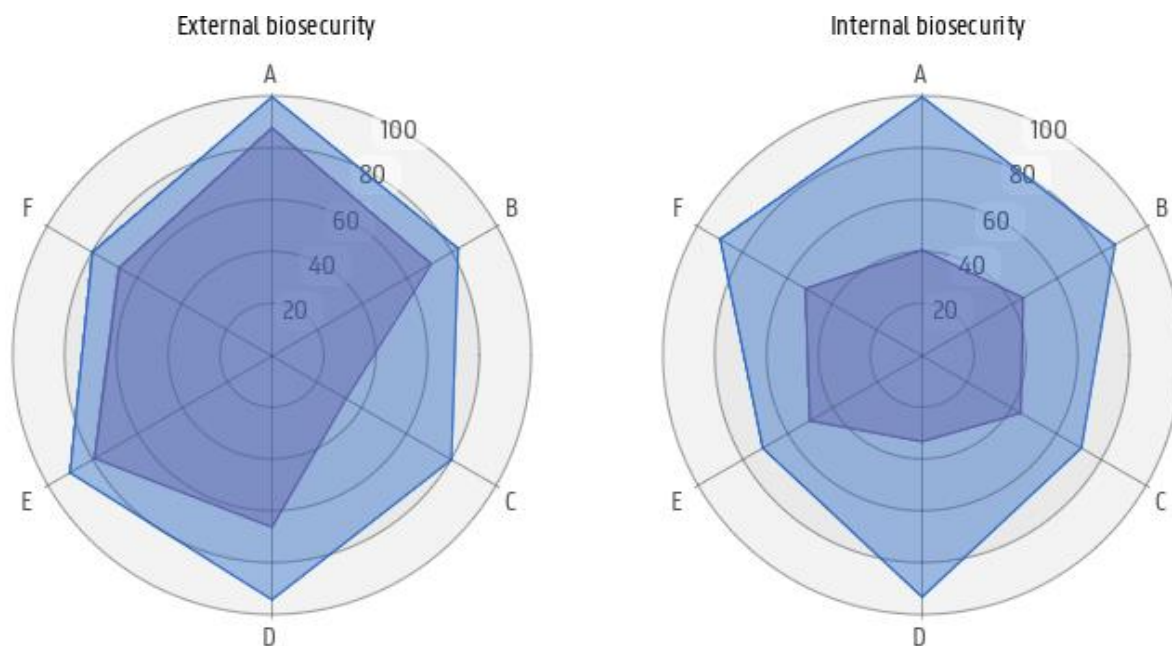 External biosecurity
A
100
80
B
F
60
40
20
E
C
D
Internal biosecurity
A
100
80
B
F
60
40
20
E
C
D